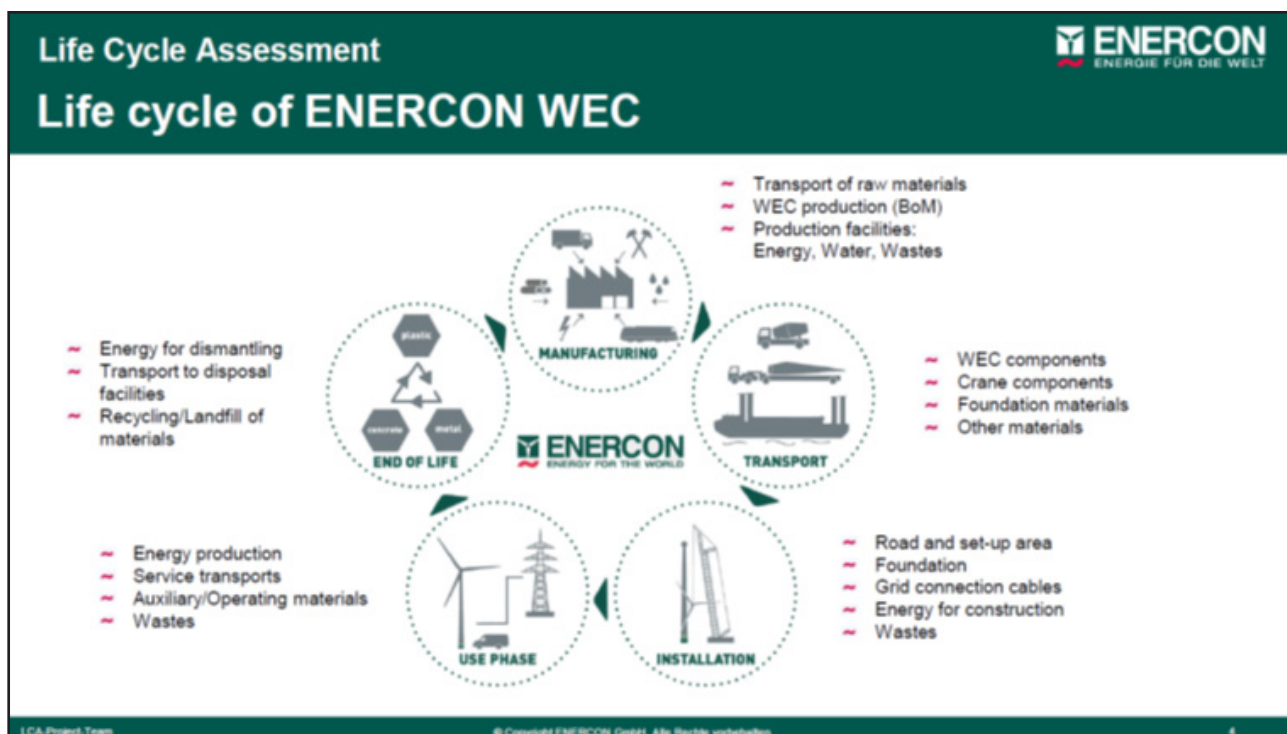 Life Cycle Assessment
ENERCON
ENERGIE FÜR DIE WELT
Life cycle of ENERCON WEC
~ Transport of raw materials
~ WEC production (BoM)
~ Production facilities:
Energy, Water, Wastes
MANUFACTURING
~ WEC components
~ Crane components
~ Foundation materials
~ Other materials
TRANSPORT
~ Road and set-up area
~ Foundation
~ Grid connection cables
~ Energy for construction
~ Wastes
INSTALLATION
~ Energy production
~ Service transports
~ Auxiliary/Operating materials
~ Wastes
USE PHASE
~ Energy for dismantling
~ Transport to disposal
facilities
~ Recycling/Landfill of
materials
plastic
concrete
metal
END OF LIFE
ENERCON
ENERGY FOR THE WORLD
LCA-Project-Team
© Copyright ENERCON GmbH. Alle Rechte vorbehalten
4